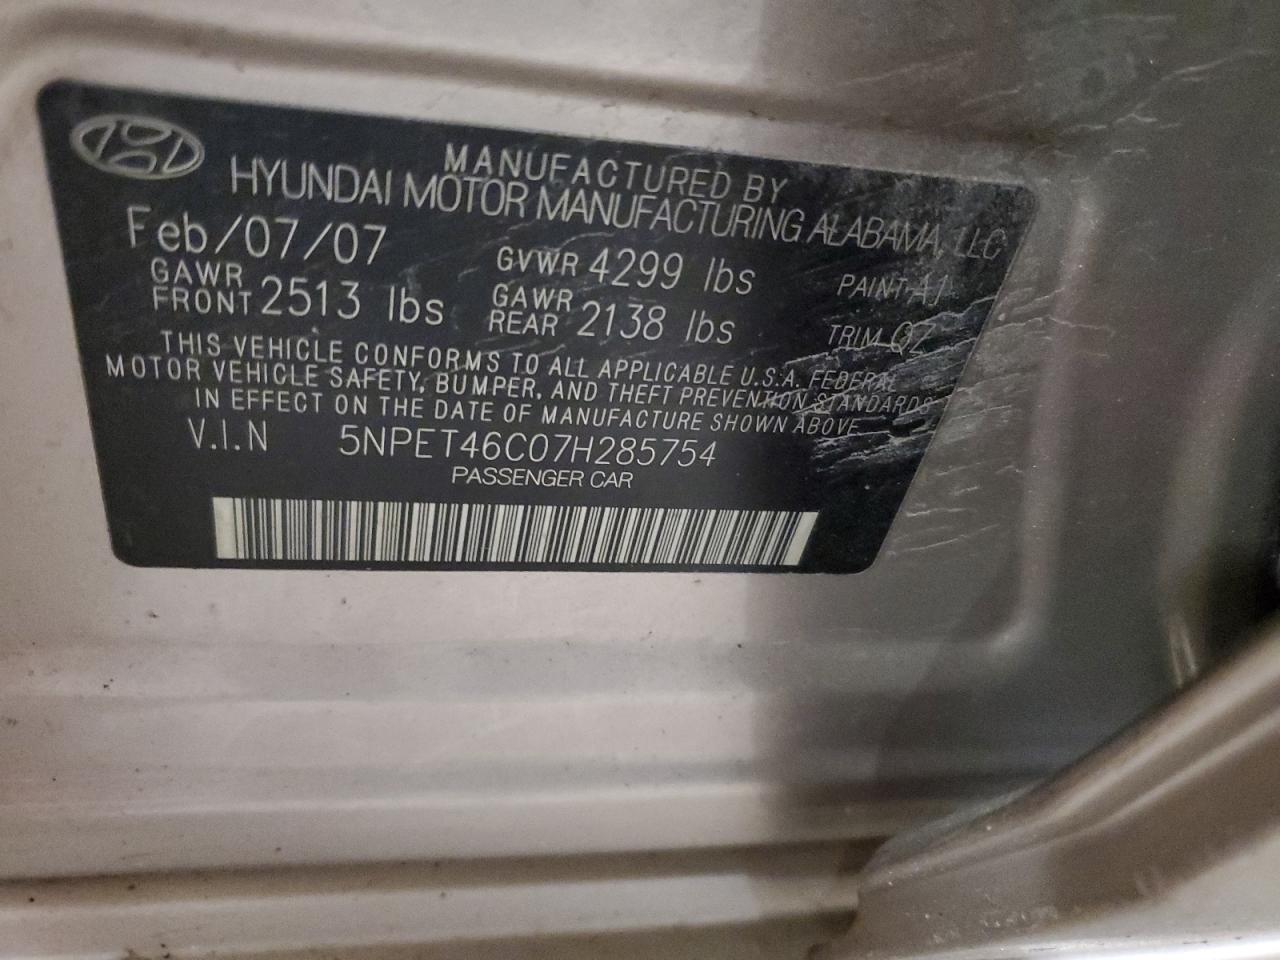 MANUFACTURED BY
HYUNDAI MOTOR MANUFACTURING ALABAMA, LLC
Feb/07/07 GVWR 4299 lbs PAINT A1
GAWR FRONT 2513 lbs GAWR REAR 2138 lbs TRIM QZ
THIS VEHICLE CONFORMS TO ALL APPLICABLE U.S.A. FEDERAL
MOTOR VEHICLE SAFETY, BUMPER, AND THEFT PREVENTION STANDARDS
IN EFFECT ON THE DATE OF MANUFACTURE SHOWN ABOVE
V.I.N 5NPET46C07H285754
PASSENGER CAR